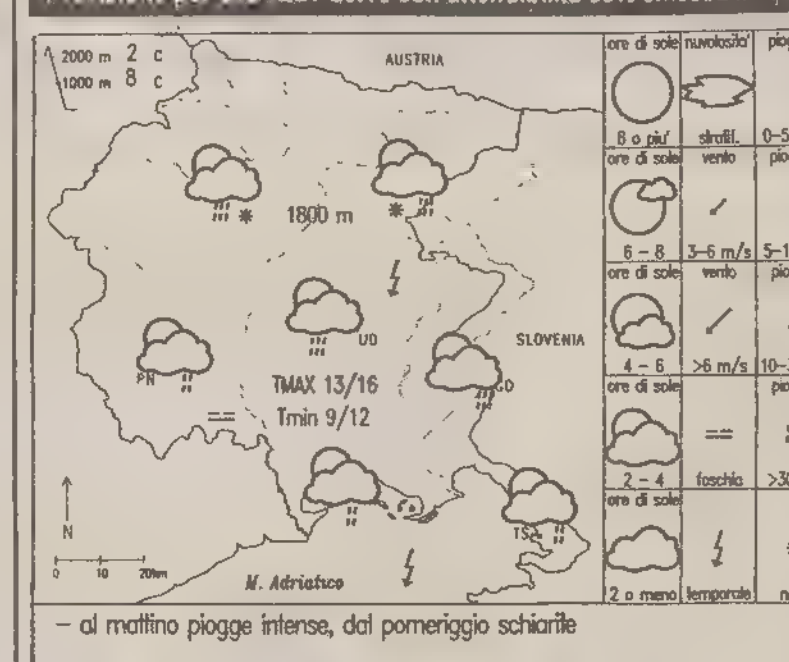 2000 m 2 c
1000 m 8 c
AUSTRIA
1800 m
UD
SLOVENIA
PN
GO
TMAX 13/16
Tmin 9/12
TS
N
0 10 20km
M. Adriatico
ore di sole nuvolosita'
8 o piu' stratif. 0-5
ore di sole vento
6 - 8 3-6 m/s
ore di sole vento
4 - 6 >6 m/s
ore di sole
2 - 4 foschia
ore di sole
2 o meno temporale
- al mattino piogge intense, dal pomeriggio schiarite